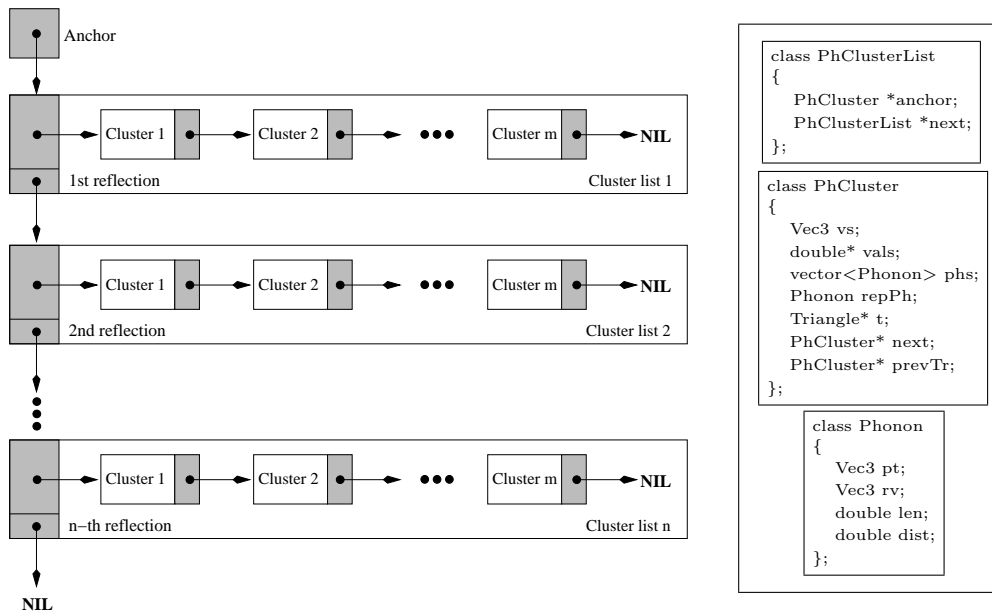 Anchor
Cluster 1
Cluster 2
Cluster m
NIL
1st reflection
Cluster list 1
Cluster 1
Cluster 2
Cluster m
NIL
2nd reflection
Cluster list 2
Cluster 1
Cluster 2
Cluster m
NIL
n−th reflection
Cluster list n
NIL
class PhClusterList
{
PhCluster *anchor;
PhClusterList *next;
};
class PhCluster
{
Vec3 vs;
double* vals;
vector<Phonon> phs;
Phonon repPh;
Triangle* t;
PhCluster* next;
PhCluster* prevTr;
};
class Phonon
{
Vec3 pt;
Vec3 rv;
double len;
double dist;
};